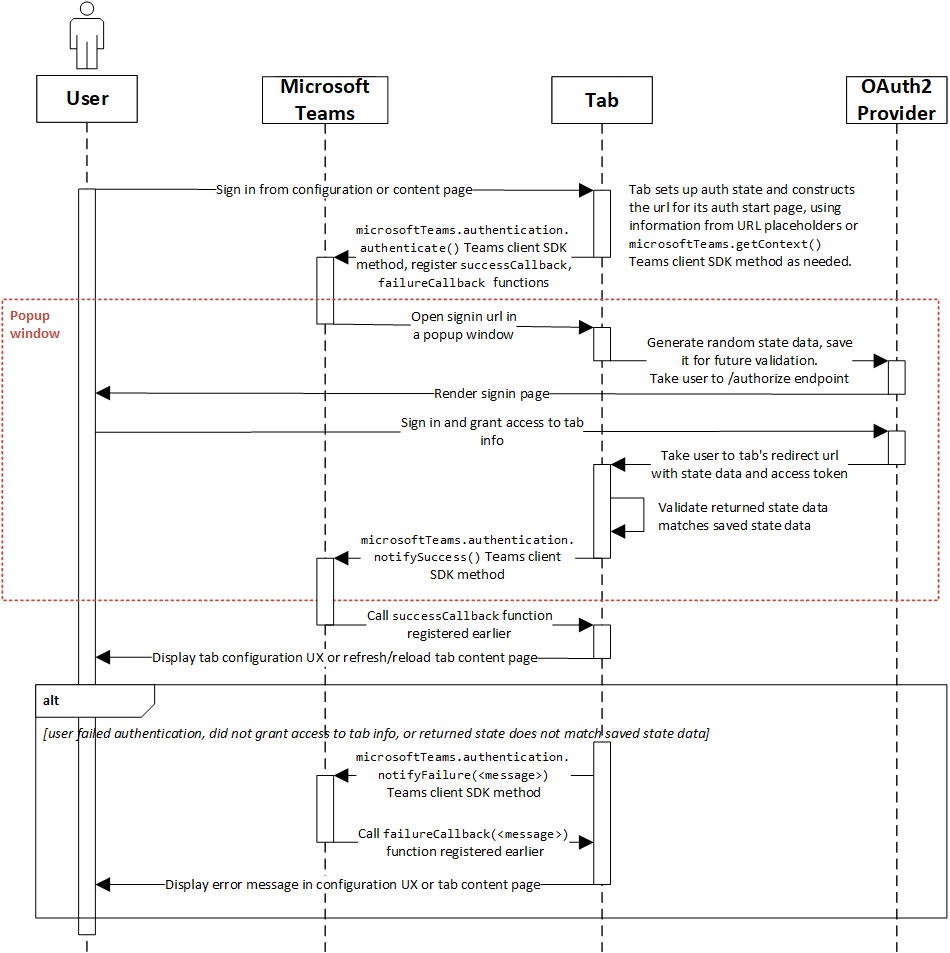 User
Microsoft
Teams
Tab
OAuth2
Provider
Sign in from configuration or content page
Tab sets up auth state and constructs
the url for its auth start page, using
information from URL placeholders or
microsoftTeams.getContext()
Teams client SDK method as needed.
microsoftTeams.authentication.
authenticate() Teams client SDK
method, register successCallback,
failureCallback functions
Popup
window
Open signin url in
a popup window
Generate random state data, save
it for future validation.
Take user to /authorize endpoint
Render signin page
Sign in and grant access to tab
info
Take user to tab's redirect url
with state data and access token
Validate returned state data
matches saved state data
microsoftTeams.authentication.
notifySuccess() Teams client
SDK method
Call successCallback function
registered earlier
Display tab configuration UX or refresh/reload tab content page
alt
[user failed authentication, did not grant access to tab info, or returned state does not match saved state data]
microsoftTeams.authentication.
notifyFailure(<message>)
Teams client SDK method
Call failureCallback(<message>)
function registered earlier
Display error message in configuration UX or tab content page